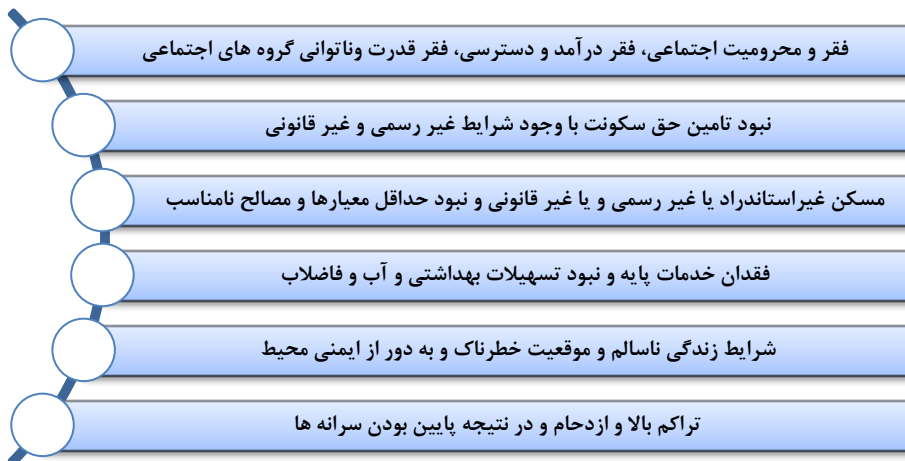 فقر و محرومیت اجتماعی، فقر درآمد و دسترسی، فقر قدرت وناتوانی گروه های اجتماعی
نبود تامین حق سکونت با وجود شرایط غیر رسمی و غیر قانونی
مسکن غیراستاندراد یا غیر رسمی و یا غیر قانونی و نبود حداقل معیارها و مصالح نامناسب
فقدان خدمات پایه و نبود تسهیلات بهداشتی و آب و فاضلاب
شرایط زندگی ناسالم و موقعیت خطرناک و به دور از ایمنی محیط
تراکم بالا و ازدحام و در نتیجه پایین بودن سرانه ها